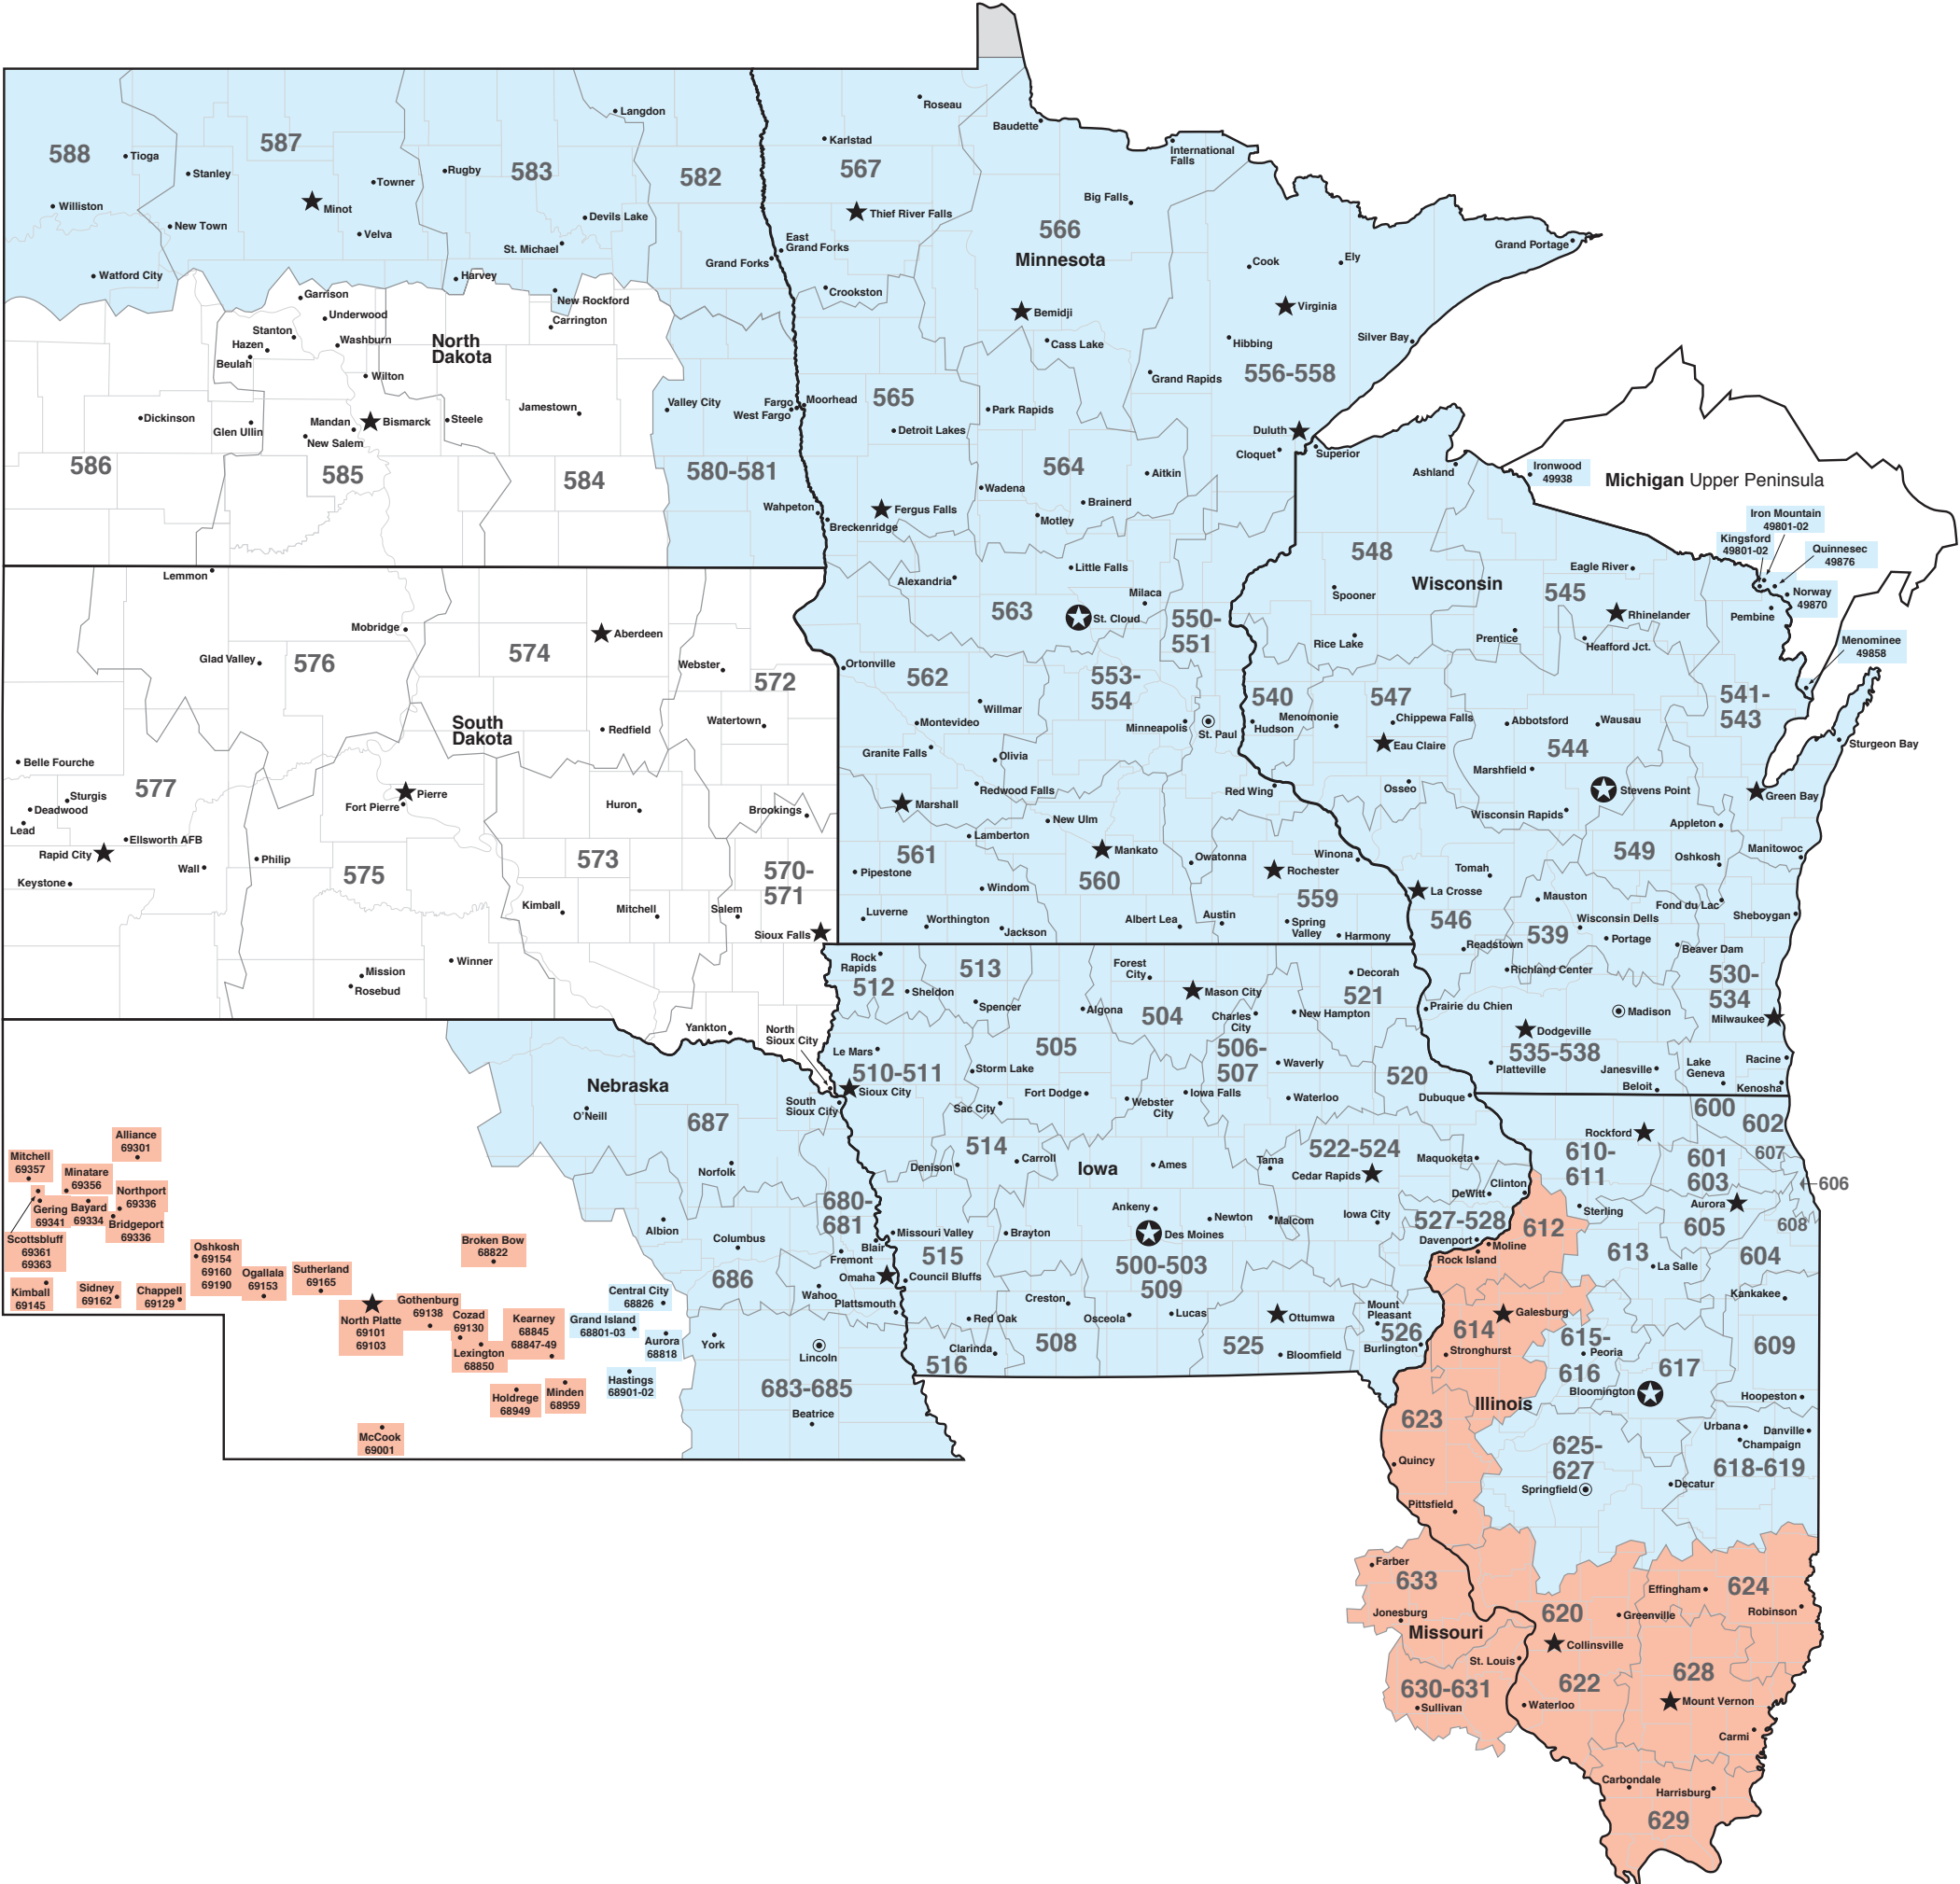 588
Tioga
Williston
Watford City
587
Stanley
Towner
Minot
New Town
Velva
Langdon
Rugby
583
Devils Lake
St. Michael
Harvey
582
Grand Forks
Garrison
Underwood
Stanton
Hazen
Washburn
Beulah
Wilton
New Rockford
Carrington
North
Dakota
Dickinson
Glen Ullin
Mandan
Bismarck
New Salem
Steele
Jamestown
586
585
584
Valley City
Fargo
West Fargo
580-581
Wahpeton
Roseau
Baudette
Karlstad
567
Thief River Falls
East
Grand Forks
Crookston
International
Falls
Big Falls
566
Minnesota
Bemidji
Cass Lake
Grand Portage
Cook
Ely
Virginia
Hibbing
Silver Bay
Grand Rapids
556-558
Moorhead
565
Detroit Lakes
Park Rapids
Duluth
Cloquet
564
Aitkin
Wadena
Brainerd
Fergus Falls
Motley
Breckenridge
Alexandria
Little Falls
Milaca
563
St. Cloud
550-
551
Ortonville
562
553-
554
Willmar
Montevideo
Minneapolis
St. Paul
Granite Falls
Olivia
Redwood Falls
Red Wing
Marshall
New Ulm
Lamberton
Mankato
561
Owatonna
Winona
Rochester
Pipestone
560
Windom
559
Luverne
Worthington
Jackson
Albert Lea
Austin
Spring
Valley
Harmony
Superior
Ashland
Ironwood
49938
Michigan Upper Peninsula
Iron Mountain
49801-02
Kingsford
49801-02
Quinnesec
49876
Norway
49870
Menominee
49858
548
Wisconsin
Spooner
Eagle River
545
Rhinelander
Pembine
Rice Lake
Prentice
Heafford Jct.
540
Hudson
Menomonie
547
Chippewa Falls
Eau Claire
Abbotsford
Wausau
541-
543
544
Sturgeon Bay
Marshfield
Osseo
Stevens Point
Green Bay
Wisconsin Rapids
Appleton
549
Oshkosh
Manitowoc
Tomah
La Crosse
Mauston
Fond du Lac
Sheboygan
546
Wisconsin Dells
539
Portage
Readstown
Beaver Dam
Richland Center
530-
534
Prairie du Chien
Madison
Milwaukee
Dodgeville
535-538
Platteville
Janesville
Lake
Geneva
Racine
Beloit
Kenosha
Lemmon
Mobridge
Glad Valley
576
574
Aberdeen
Webster
572
South
Dakota
Redfield
Watertown
Belle Fourche
577
Sturgis
Deadwood
Lead
Pierre
Fort Pierre
Huron
Brookings
Ellsworth AFB
Rapid City
Wall
Philip
Keystone
575
573
570-
571
Kimball
Mitchell
Salem
Sioux Falls
Winner
Mission
Rosebud
Yankton
North
Sioux City
Nebraska
O'Neill
687
South
Sioux City
Norfolk
680-
681
Albion
Columbus
Blair
Fremont
686
Omaha
Wahoo
Plattsmouth
York
Lincoln
683-685
Beatrice
Alliance
69301
Mitchell
69357
Minatare
69356
Northport
69336
Gering
69341
Bayard
69334
Bridgeport
69336
Scottsbluff
69361
69363
Kimball
69145
Sidney
69162
Chappell
69129
Oshkosh
69154
69160
69190
Ogallala
69153
Sutherland
69165
Broken Bow
68822
North Platte
69101
69103
Gothenburg
69138
Cozad
69130
Lexington
68850
Kearney
68845
68847-49
Holdrege
68949
Minden
68959
McCook
69001
Central City
68826
Grand Island
68801-03
Aurora
68818
Hastings
68901-02
Rock
Rapids
512
Sheldon
513
Spencer
Algona
Forest
City
Mason City
504
Charles
City
Decorah
521
New Hampton
Le Mars
510-511
Sioux City
505
Storm Lake
Fort Dodge
506-
507
Waverly
520
Sac City
Webster
City
Iowa Falls
Waterloo
Dubuque
514
Denison
Carroll
Iowa
Ames
Tama
522-524
Cedar Rapids
Maquoketa
DeWitt
Clinton
Missouri Valley
515
Brayton
Ankeny
Des Moines
Newton
Malcom
Iowa City
527-528
Davenport
Council Bluffs
500-503
509
Creston
Red Oak
Osceola
Lucas
Ottumwa
Mount
Pleasant
526
Burlington
Clarinda
508
525
Bloomfield
516
600
602
Rockford
610-
611
601
603
607
606
Aurora
605
608
Sterling
612
Moline
Rock Island
613
La Salle
604
Kankakee
Galesburg
614
Stronghurst
615-
Peoria
616
617
609
Bloomington
Hoopeston
Illinois
623
Urbana
Danville
Champaign
625-
627
618-619
Quincy
Springfield
Decatur
Pittsfield
Farber
633
Jonesburg
Missouri
St. Louis
630-631
Sullivan
620
Greenville
Collinsville
Effingham
624
Robinson
622
628
Waterloo
Mount Vernon
Carmi
Carbondale
Harrisburg
629